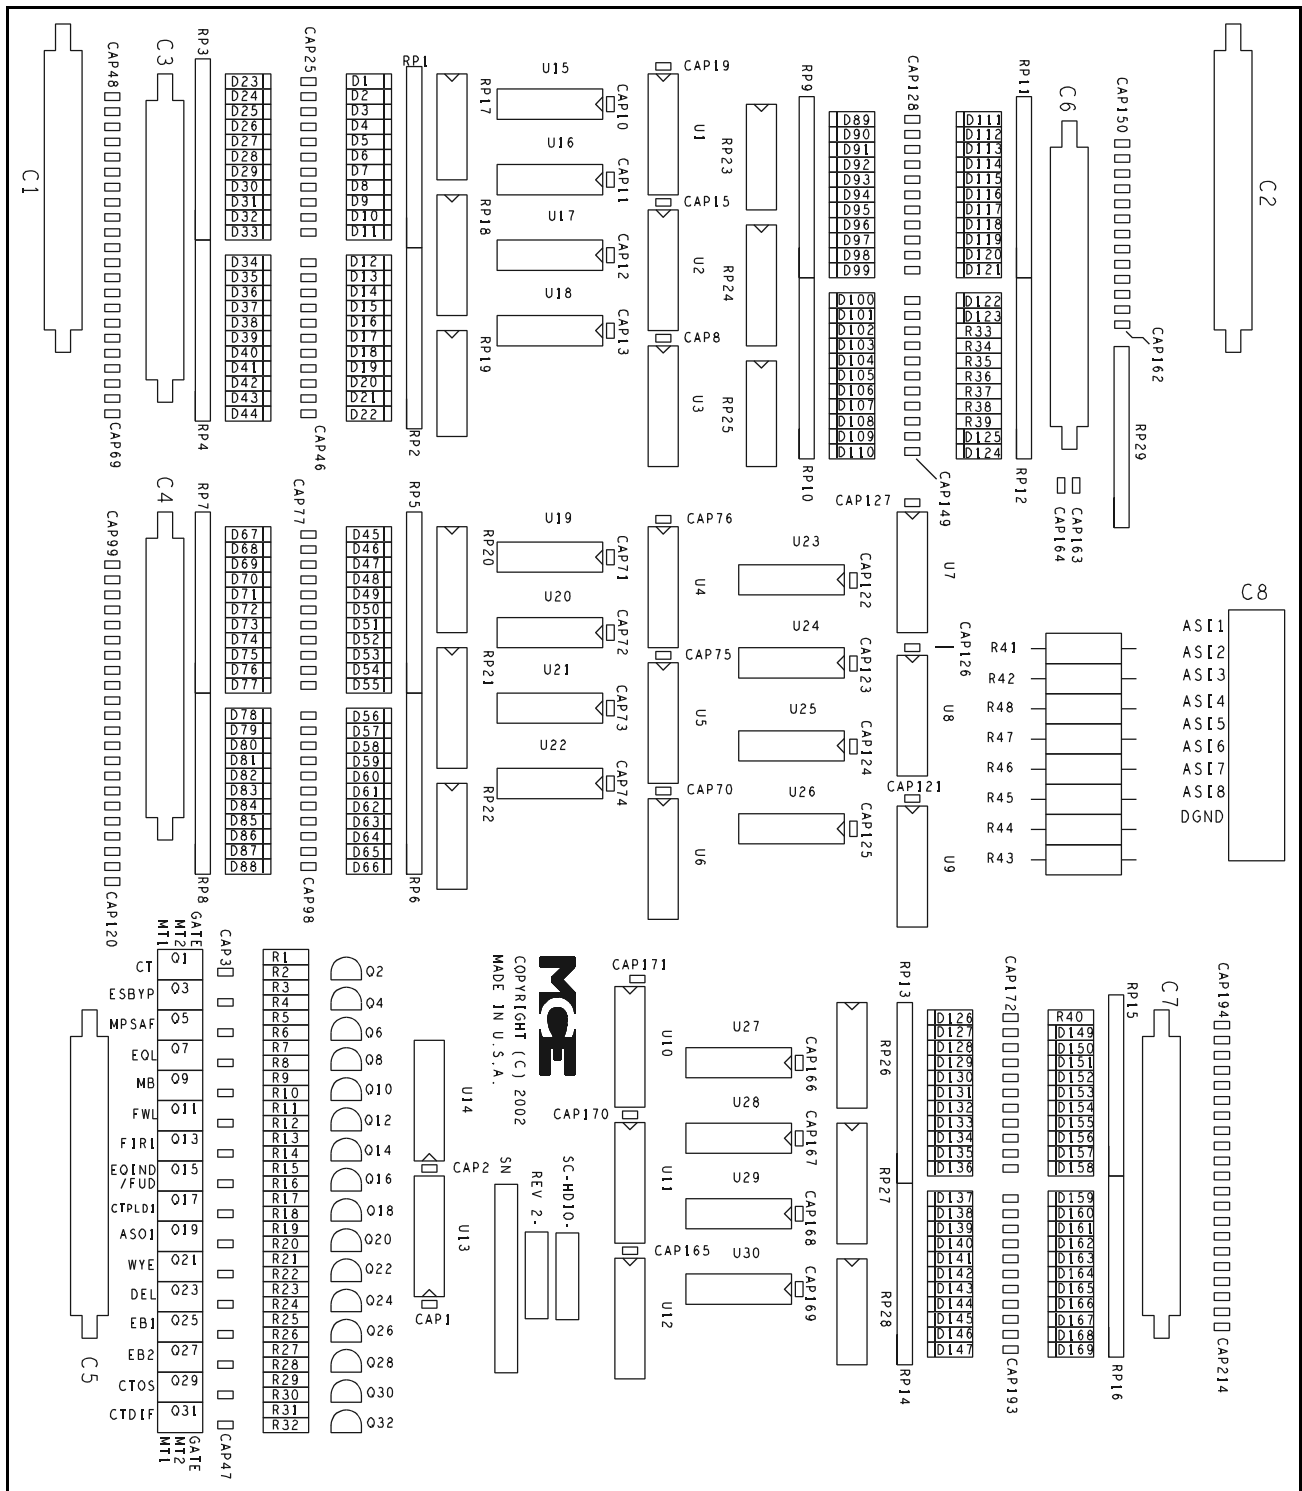 C1
CAP48
C3
RP3
D23
D24
D25
D26
D27
D28
D29
D30
D31
D32
D33
D34
D35
D36
D37
D38
D39
D40
D41
D42
D43
D44
CAP69
RP4
CAP25
CAP46
RP1
D1
D2
D3
D4
D5
D6
D7
D8
D9
D10
D11
D12
D13
D14
D15
D16
D17
D18
D19
D20
D21
D22
RP2
RP17
RP18
RP19
U15
CAP10
U16
CAP11
U17
CAP12
U18
CAP13
CAP19
U1
CAP15
U2
CAP8
U3
RP23
RP24
RP25
RP9
D89
D90
D91
D92
D93
D94
D95
D96
D97
D98
D99
D100
D101
D102
D103
D104
D105
D106
D107
D108
D109
D110
RP10
CAP128
CAP149
RP11
D111
D112
D113
D114
D115
D116
D117
D118
D119
D120
D121
D122
D123
R33
R34
R35
R36
R37
R38
R39
D125
D124
RP12
C6
CAP150
CAP162
RP29
CAP163
CAP164
C2
C4
CAP99
CAP120
RP7
D67
D68
D69
D70
D71
D72
D73
D74
D75
D76
D77
D78
D79
D80
D81
D82
D83
D84
D85
D86
D87
D88
RP8
CAP77
CAP98
RP5
D45
D46
D47
D48
D49
D50
D51
D52
D53
D54
D55
D56
D57
D58
D59
D60
D61
D62
D63
D64
D65
D66
RP6
RP20
RP21
RP22
U19
CAP71
U20
CAP72
U21
CAP73
U22
CAP74
CAP76
U4
CAP75
U5
CAP70
U6
U23
CAP122
U24
CAP123
U25
CAP124
U26
CAP125
CAP127
U7
CAP126
U8
CAP121
U9
R41
R42
R48
R47
R46
R45
R44
R43
C8
ASI1
ASI2
ASI3
ASI4
ASI5
ASI6
ASI7
ASI8
DGND
GATE
MT2
MT1
CT
ESBYP
MPSAF
EQL
MB
FWL
FIR1
EQIND
/FUD
CTPLD1
ASO1
WYE
DEL
EB1
EB2
CTOS
CTDIF
Q1
Q3
Q5
Q7
Q9
Q11
Q13
Q15
Q17
Q19
Q21
Q23
Q25
Q27
Q29
Q31
GATE
MT2
MT1
C5
CAP3
CAP47
R1
R2
R3
R4
R5
R6
R7
R8
R9
R10
R11
R12
R13
R14
R15
R16
R17
R18
R19
R20
R21
R22
R23
R24
R25
R26
R27
R28
R29
R30
R31
R32
Q2
Q4
Q6
Q8
Q10
Q12
Q14
Q16
Q18
Q20
Q22
Q24
Q26
Q28
Q30
Q32
U14
CAP2
U13
CAP1
MCE
COPYRIGHT (C) 2002
MADE IN U.S.A.
SN
REV 2-
SC-HDIO-
CAP171
U10
CAP170
U11
CAP165
U12
U27
CAP166
U28
CAP167
U29
CAP168
U30
CAP169
RP26
RP27
RP28
RP13
D126
D127
D128
D129
D130
D131
D132
D133
D134
D135
D136
D137
D138
D139
D140
D141
D142
D143
D144
D145
D146
D147
RP14
CAP172
CAP193
RP15
R40
D149
D150
D151
D152
D153
D154
D155
D156
D157
D158
D159
D160
D161
D162
D163
D164
D165
D166
D167
D168
D169
RP16
C7
CAP194
CAP214